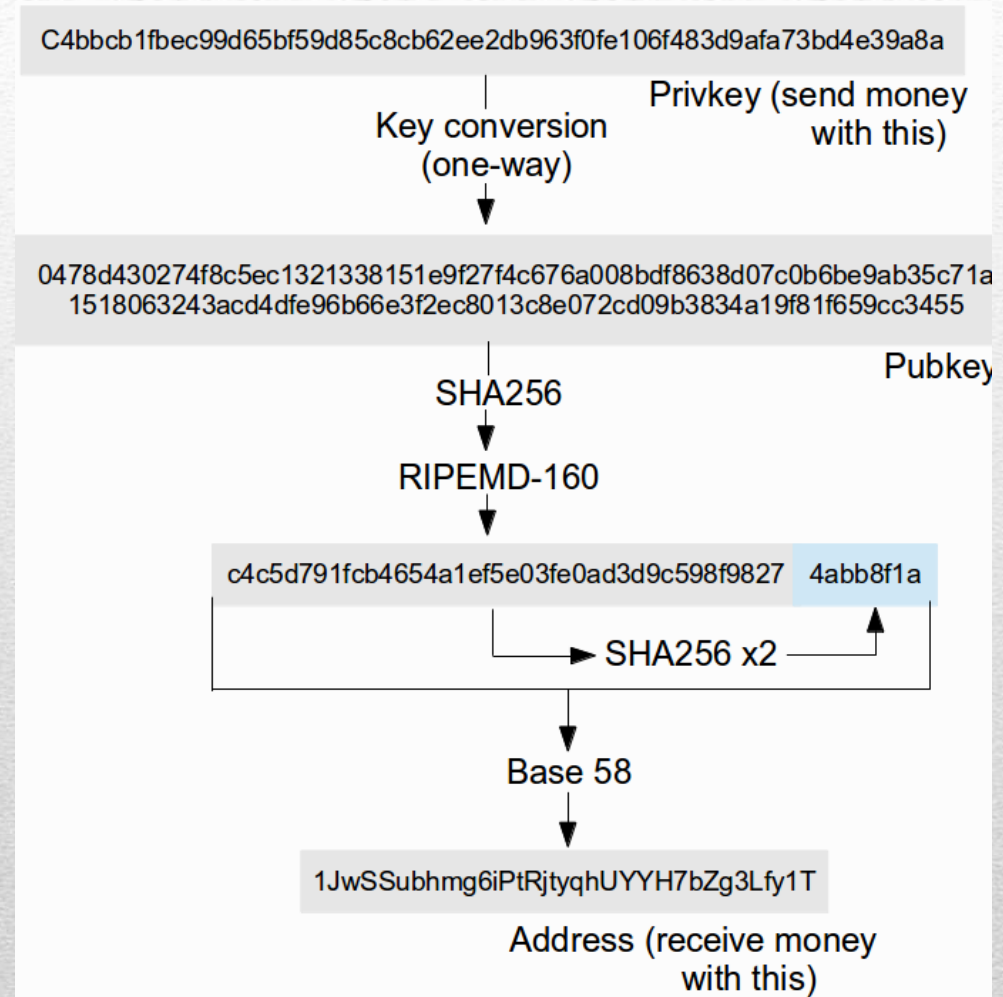 C4bbcb1fbec99d65bf59d85c8cb62ee2db963f0fe106f483d9afa73bd4e39a8a
Privkey (send money
with this)
Key conversion
(one-way)
0478d430274f8c5ec1321338151e9f27f4c676a008bdf8638d07c0b6be9ab35c71a
1518063243acd4dfe96b66e3f2ec8013c8e072cd09b3834a19f81f659cc3455
Pubkey
SHA256
RIPEMD-160
c4c5d791fcb4654a1ef5e03fe0ad3d9c598f9827 4abb8f1a
SHA256 x2
Base 58
1JwSSubhmg6iPtRjtyqhUYYH7bZg3Lfy1T
Address (receive money
with this)